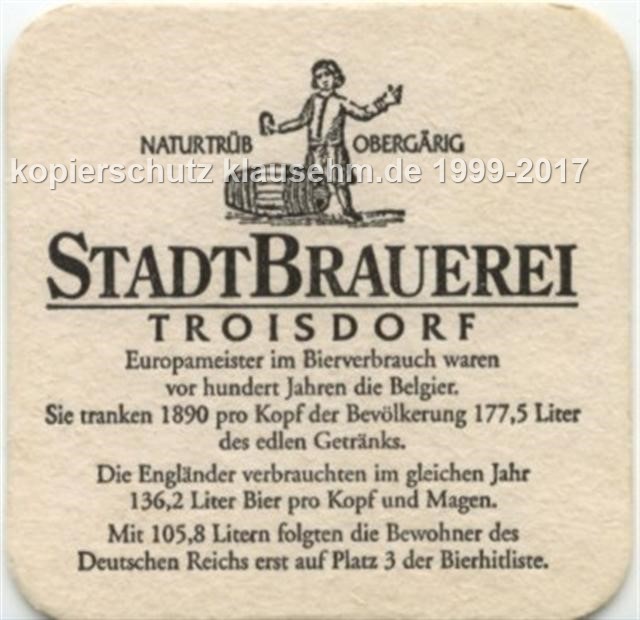 NATURTRÜB OBERGÄRIG
kopierschutz klausehm.de 1999-2017
STADTBRAUEREI
TROISDORF
Europameister im Bierverbrauch waren
vor hundert Jahren die Belgier.
Sie tranken 1890 pro Kopf der Bevölkerung 177,5 Liter
des edlen Getränks.
Die Engländer verbrauchten im gleichen Jahr
136,2 Liter Bier pro Kopf und Magen.
Mit 105,8 Litern folgten die Bewohner des
Deutschen Reichs erst auf Platz 3 der Bierhitliste.